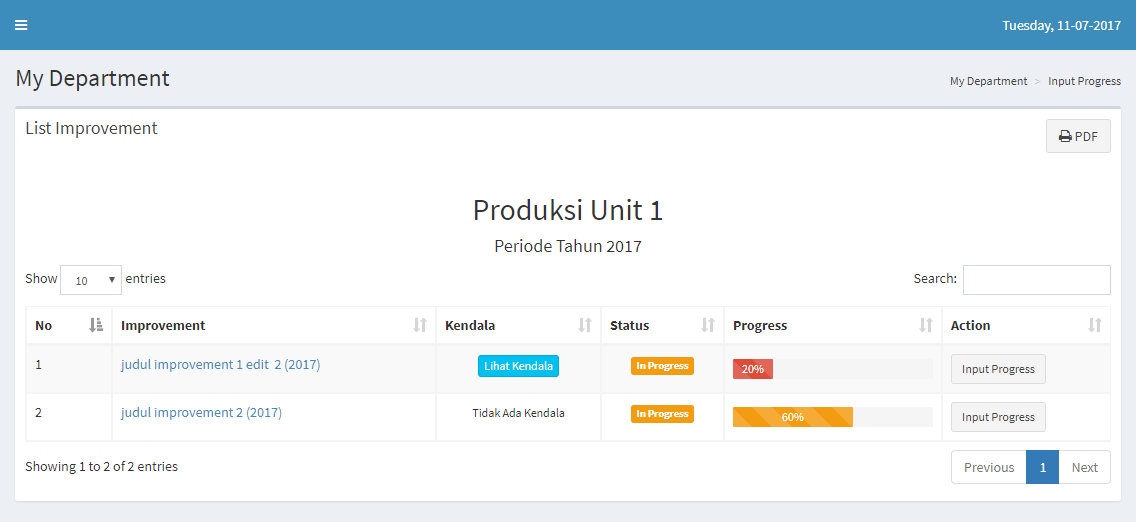 Tuesday, 11-07-2017
My Department
My Department > Input Progress
List Improvement
PDF
Produksi Unit 1
Periode Tahun 2017
Show 10 entries Search:
No Improvement Kendala Status Progress Action
1 judul improvement 1 edit 2 (2017) Lihat Kendala In Progress 20% Input Progress
2 judul improvement 2 (2017) Tidak Ada Kendala In Progress 60% Input Progress
Showing 1 to 2 of 2 entries Previous 1 Next